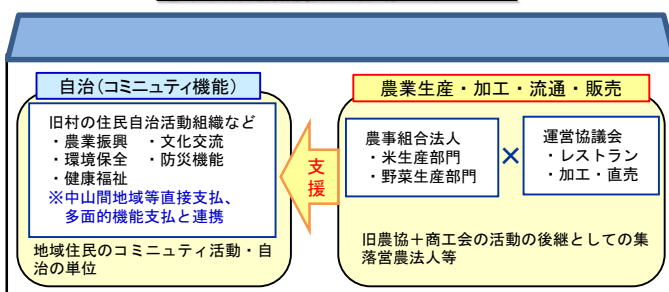 自治(コミニュティ機能)
旧村の住民自治活動組織など
・農業振興　・文化交流
・環境保全　・防災機能
・健康福祉
※中山間地域等直接支払、
多面的機能支払と連携
地域住民のコミュニティ活動・自
治の単位
支
援
農業生産・加工・流通・販売
農事組合法人
・米生産部門
・野菜生産部門
×
運営協議会
・レストラン
・加工・直売
旧農協＋商工会の活動の後継としての集
落営農法人等